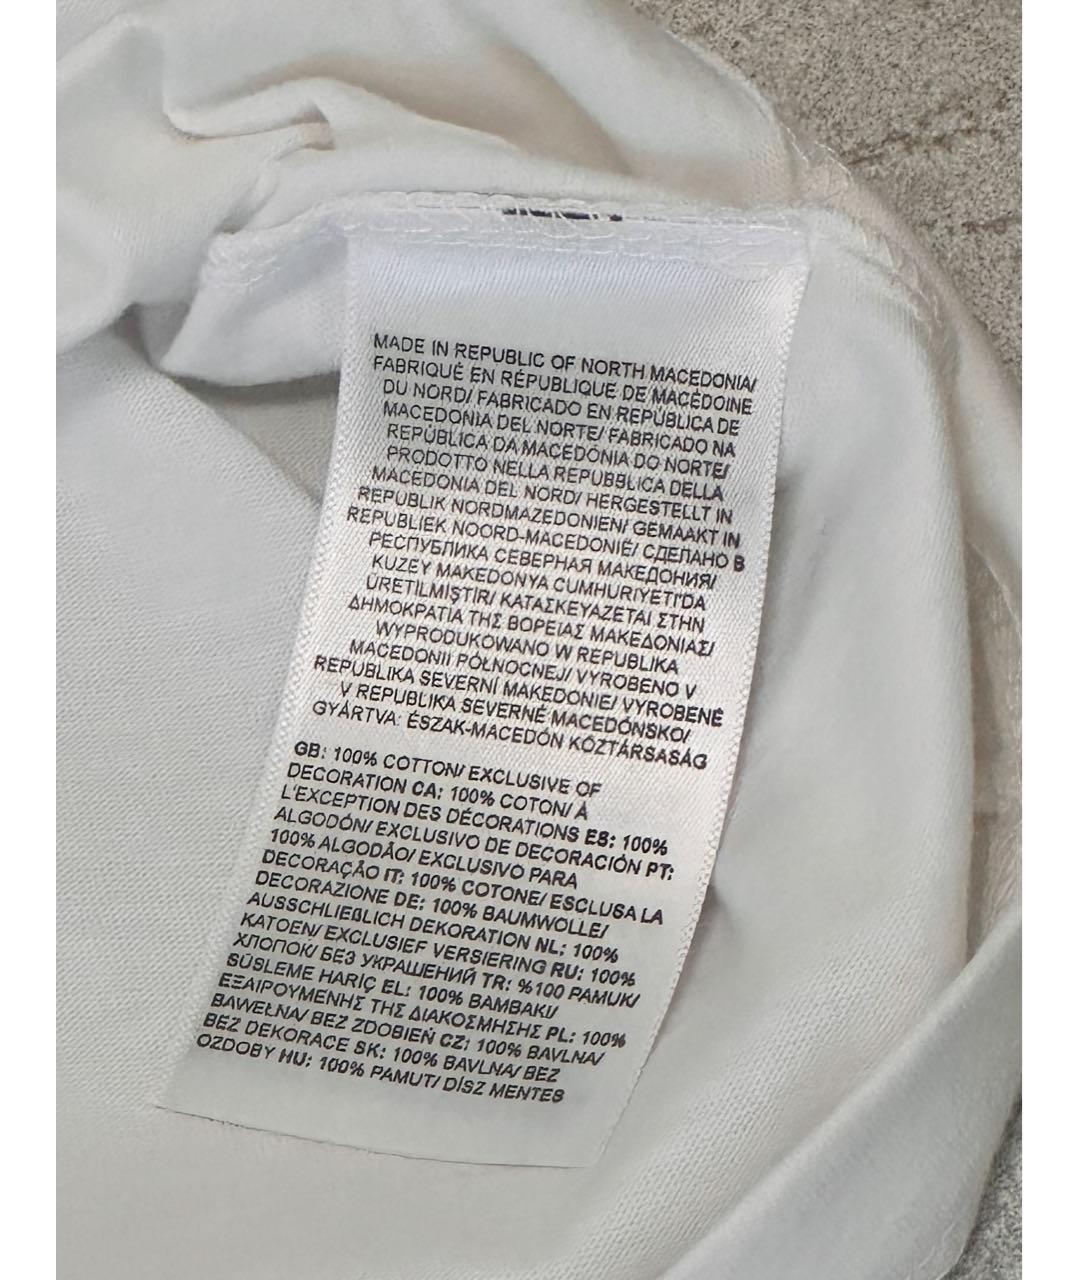 MADE IN REPUBLIC OF NORTH MACEDONIA/
FABRIQUÉ EN RÉPUBLIQUE DE MACÉDOINE
DU NORD/ FABRICADO EN REPÚBLICA DE
MACEDONIA DEL NORTE/ FABRICADO NA
REPÚBLICA DA MACEDÓNIA DO NORTE/
PRODOTTO NELLA REPUBBLICA DELLA
MACEDONIA DEL NORD/ HERGESTELLT IN
REPUBLIK NORDMAZEDONIEN/ GEMAAKT IN
REPUBLIEK NOORD-MACEDONIË/ СДЕЛАНО В
РЕСПУБЛИКА СЕВЕРНАЯ МАКЕДОНИЯ/
KUZEY MAKEDONYA CUMHURIYETI'DA
ÜRETILMIŞTIR/ ΚΑΤΑΣΚΕΥΑΖΕΤΑΙ ΣΤΗΝ
ΔΗΜΟΚΡΑΤΙΑ ΤΗΣ ΒΟΡΕΙΑΣ ΜΑΚΕΔΟΝΙΑΣ/
WYPRODUKOWANO W REPUBLIKA
MACEDONII PÓŁNOCNEJ/ VYROBENO V
REPUBLIKA SEVERNÍ MAKEDONIE/ VYROBENÉ
V REPUBLIKA SEVERNÉ MACEDÓNSKO/
GYÁRTVA: ÉSZAK-MACEDÓN KÖZTÁRSASÁG
GB: 100% COTTON/ EXCLUSIVE OF
DECORATION CA: 100% COTON/ À
L'EXCEPTION DES DÉCORATIONS ES: 100%
ALGODÓN/ EXCLUSIVO DE DECORACIÓN PT:
100% ALGODÃO/ EXCLUSIVO PARA
DECORAÇÃO IT: 100% COTONE/ ESCLUSA LA
DECORAZIONE DE: 100% BAUMWOLLE/
AUSSCHLIEßLICH DEKORATION NL: 100%
KATOEN/ EXCLUSIEF VERSIERING RU: 100%
ХЛОПОК/ БЕЗ УКРАШЕНИЙ TR: %100 PAMUK/
SÜSLEME HARIÇ EL: 100% ΒΑΜΒΑΚΙ/
ΕΞΑΙΡΟΥΜΕΝΗΣ ΤΗΣ ΔΙΑΚΟΣΜΗΣΗΣ PL: 100%
BAWEŁNA/ BEZ ZDOBIEŃ CZ: 100% BAVLNA/
BEZ DEKORACE SK: 100% BAVLNA/ BEZ
OZDOBY HU: 100% PAMUT/ DÍSZ MENTES